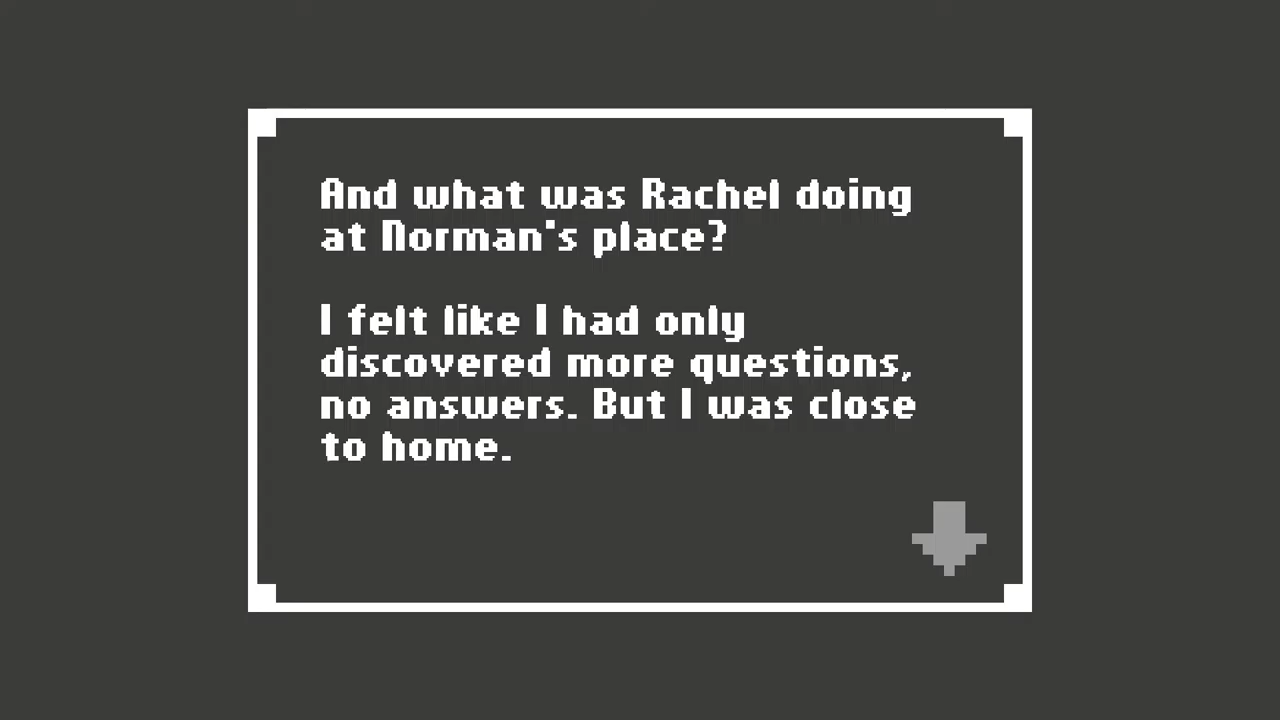 And what was Rachel doing
at Norman's place?
I felt like I had only
discovered more questions,
no answers. But I was close
to home.